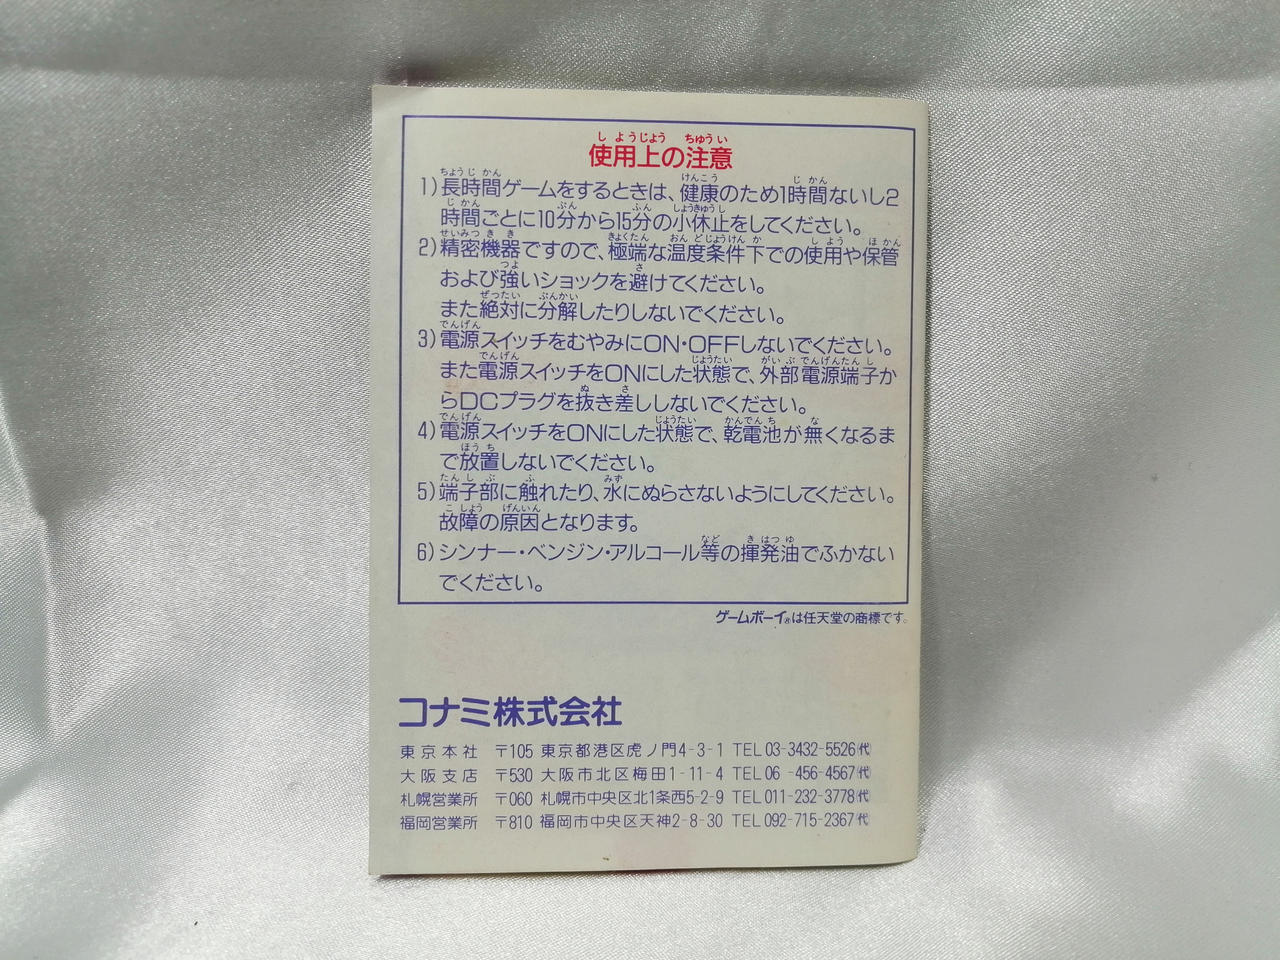 使用上の注意
1)長時間ゲームをするときは、健康のため1時間ないし2
時間ごとに10分から15分の小休止をしてください。
2)精密機器ですので、極端な温度条件下での使用や保管
および強いショックを避けてください。
また絶対に分解したりしないでください。
3)電源スイッチをむやみにON・OFFしないでください。
また電源スイッチをONにした状態で、外部電源端子か
らDCプラグを抜き差ししないでください。
4)電源スイッチをONにした状態で、乾電池が無くなるま
で放置しないでください。
5)端子部に触れたり、水にぬらさないようにしてください。
故障の原因となります。
6)シンナー・ベンジン・アルコール等の揮発油でふかない
でください。
ゲームボーイ®は任天堂の商標です。
コナミ株式会社
東京本社 〒105 東京都港区虎ノ門4-3-1 TEL 03-3432-5526㈹
大阪支店 〒530 大阪市北区梅田1-11-4 TEL 06-456-4567㈹
札幌営業所 〒060 札幌市中央区北1条西5-2-9 TEL 011-232-3778㈹
福岡営業所 〒810 福岡市中央区天神2-8-30 TEL 092-715-2367㈹